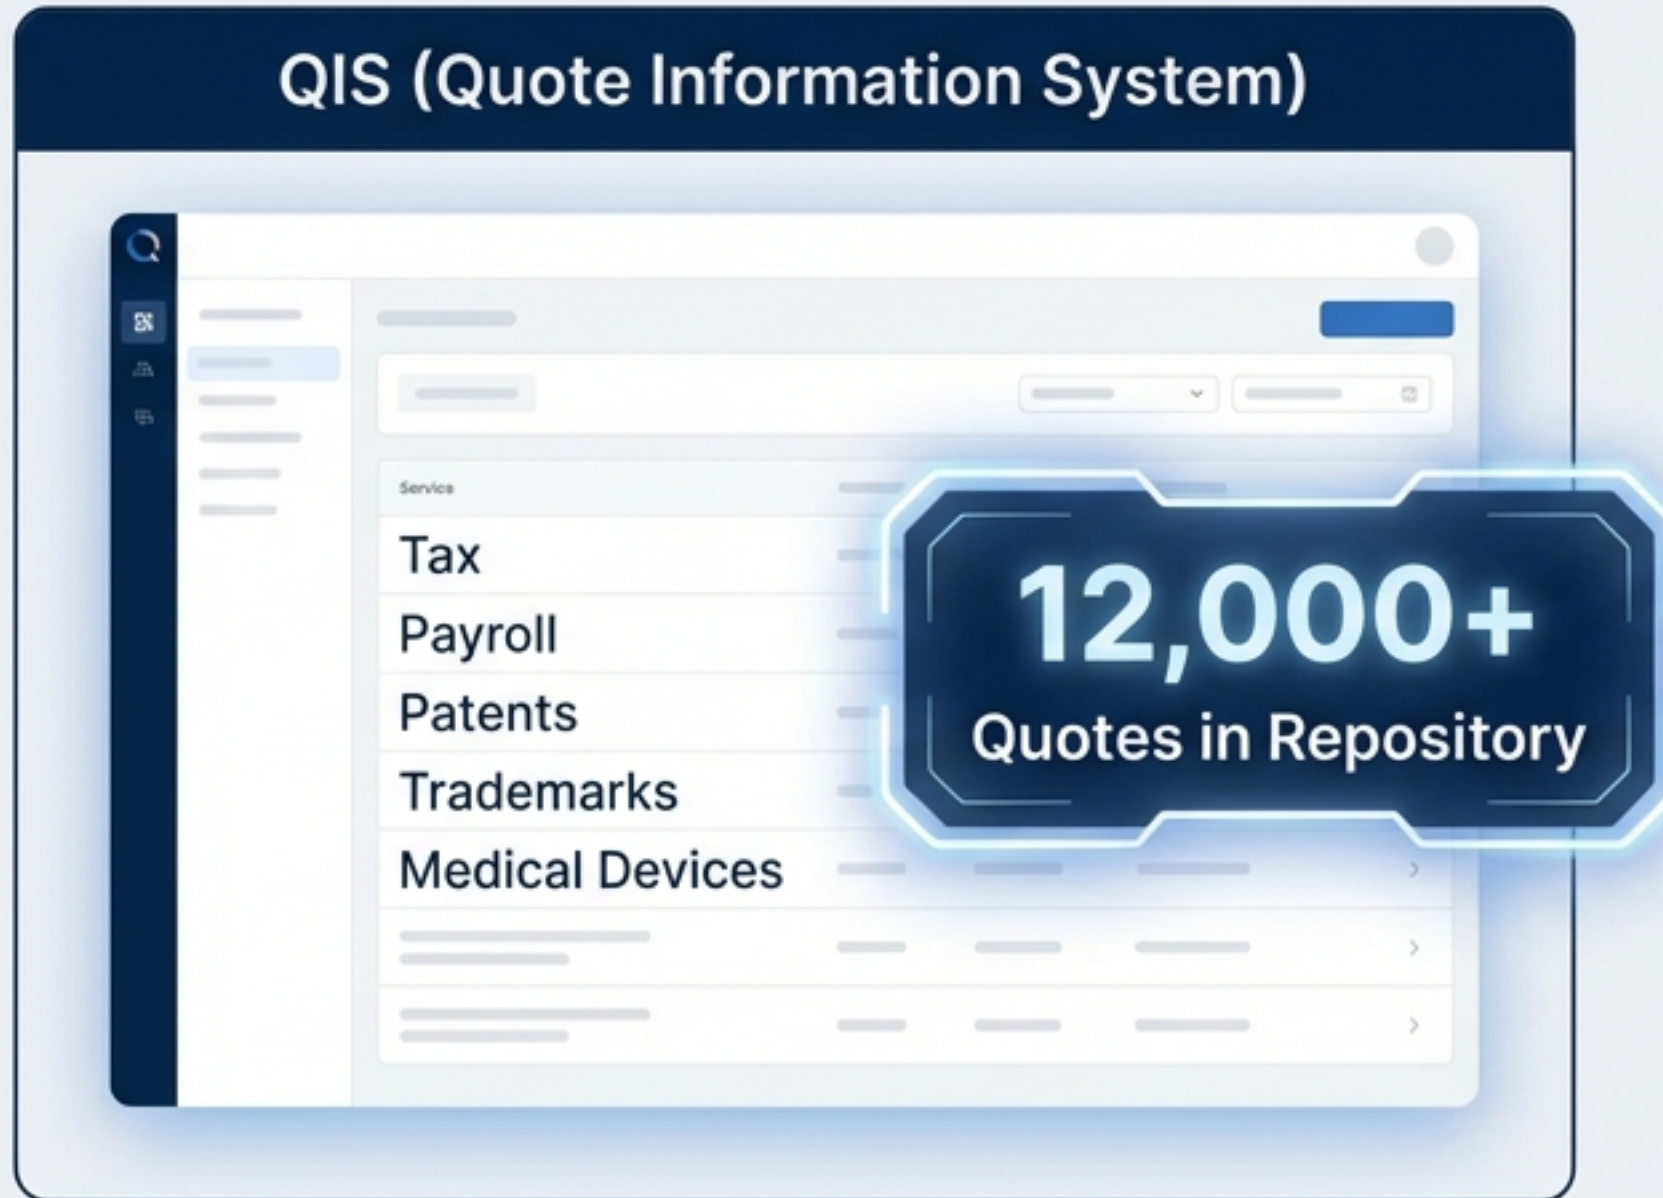 QIS (Quote Information System)
Service
Tax
Payroll
Patents
Trademarks
Medical Devices
12,000+
Quotes in Repository